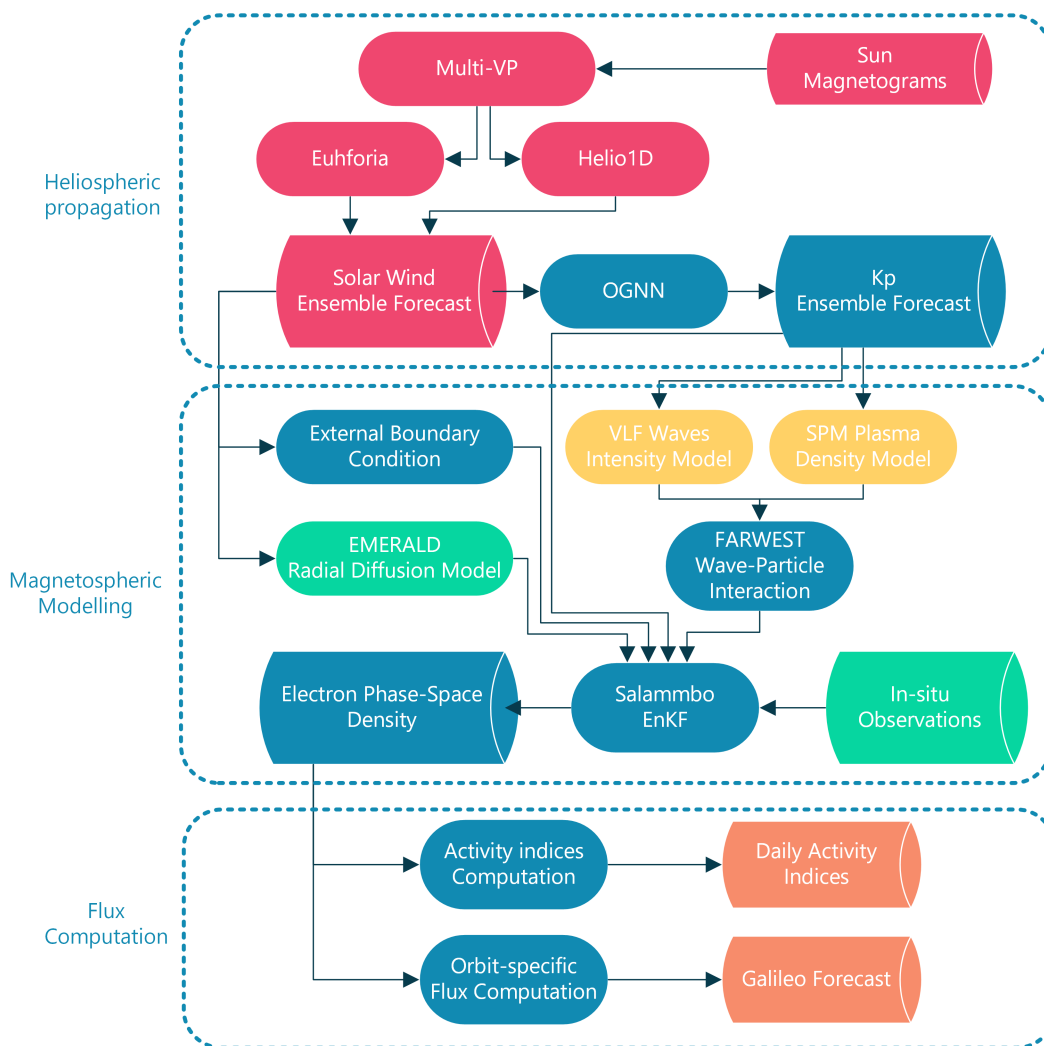 Multi-VP
Sun
Magnetograms
Euhforia
Helio1D
Heliospheric
propagation
Solar Wind
Ensemble Forecast
OGNN
Kp
Ensemble Forecast
External Boundary
Condition
VLF Waves
Intensity Model
SPM Plasma
Density Model
EMERALD
Radial Diffusion Model
FARWEST
Wave-Particle
Interaction
Magnetospheric
Modelling
Electron Phase-Space
Density
Salammbo
EnKF
In-situ
Observations
Activity indices
Computation
Daily Activity
Indices
Flux
Computation
Orbit-specific
Flux Computation
Galileo Forecast